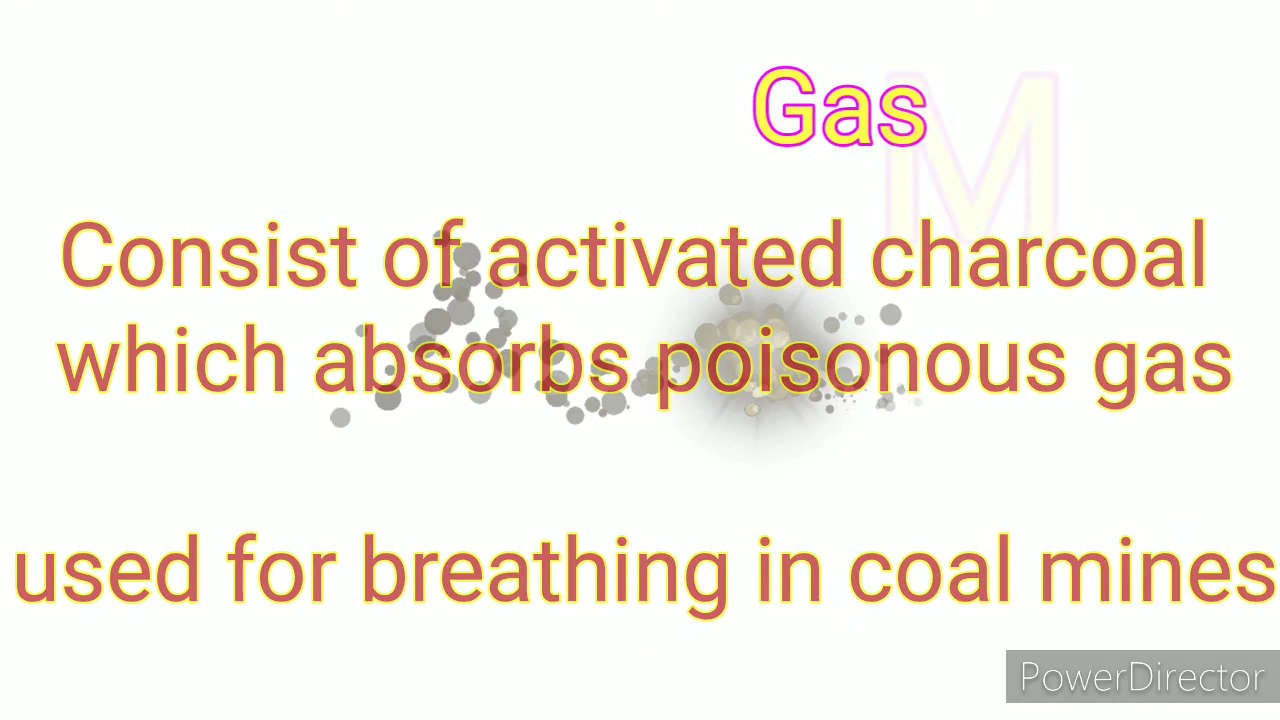 Gas M
Consist of activated charcoal
which absorbs poisonous gas
used for breathing in coal mines
PowerDirector